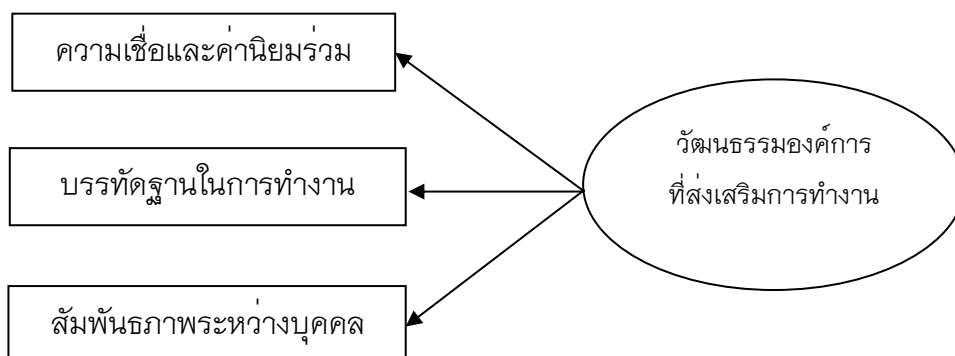 ความเชื่อและค่านิยมร่วม
บรรทัดฐานในการทำงาน
สัมพันธภาพระหว่างบุคคล
วัฒนธรรมองค์การ
ที่ส่งเสริมการทำงาน